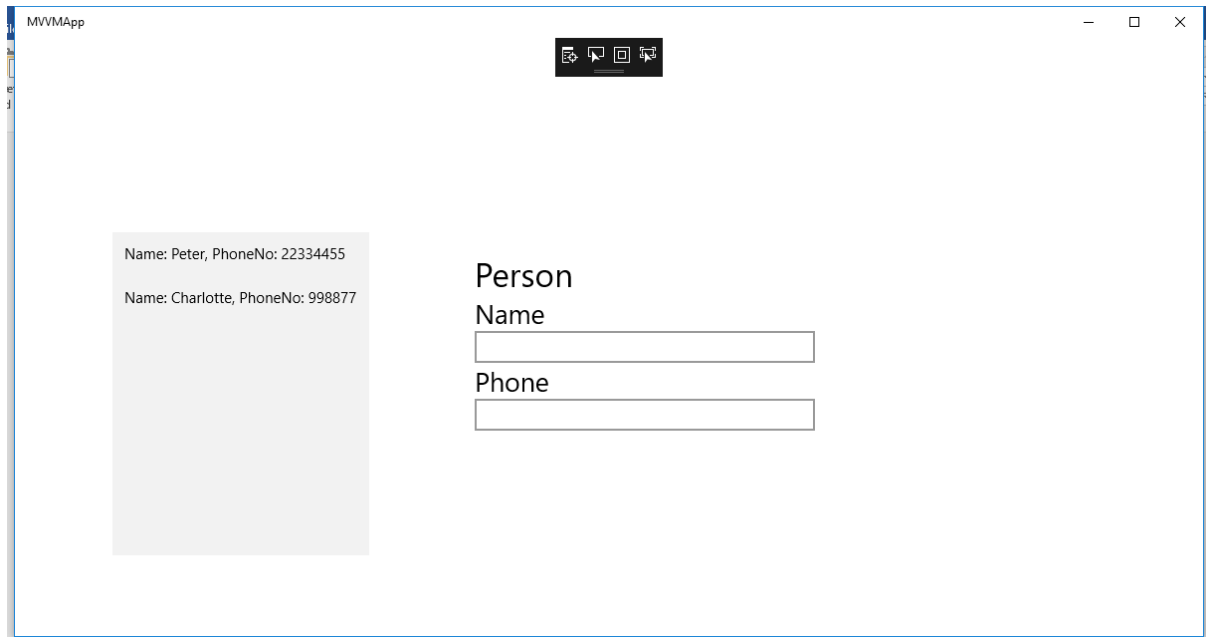 MVVMApp
Name: Peter, PhoneNo: 22334455
Name: Charlotte, PhoneNo: 998877
Person
Name
Phone